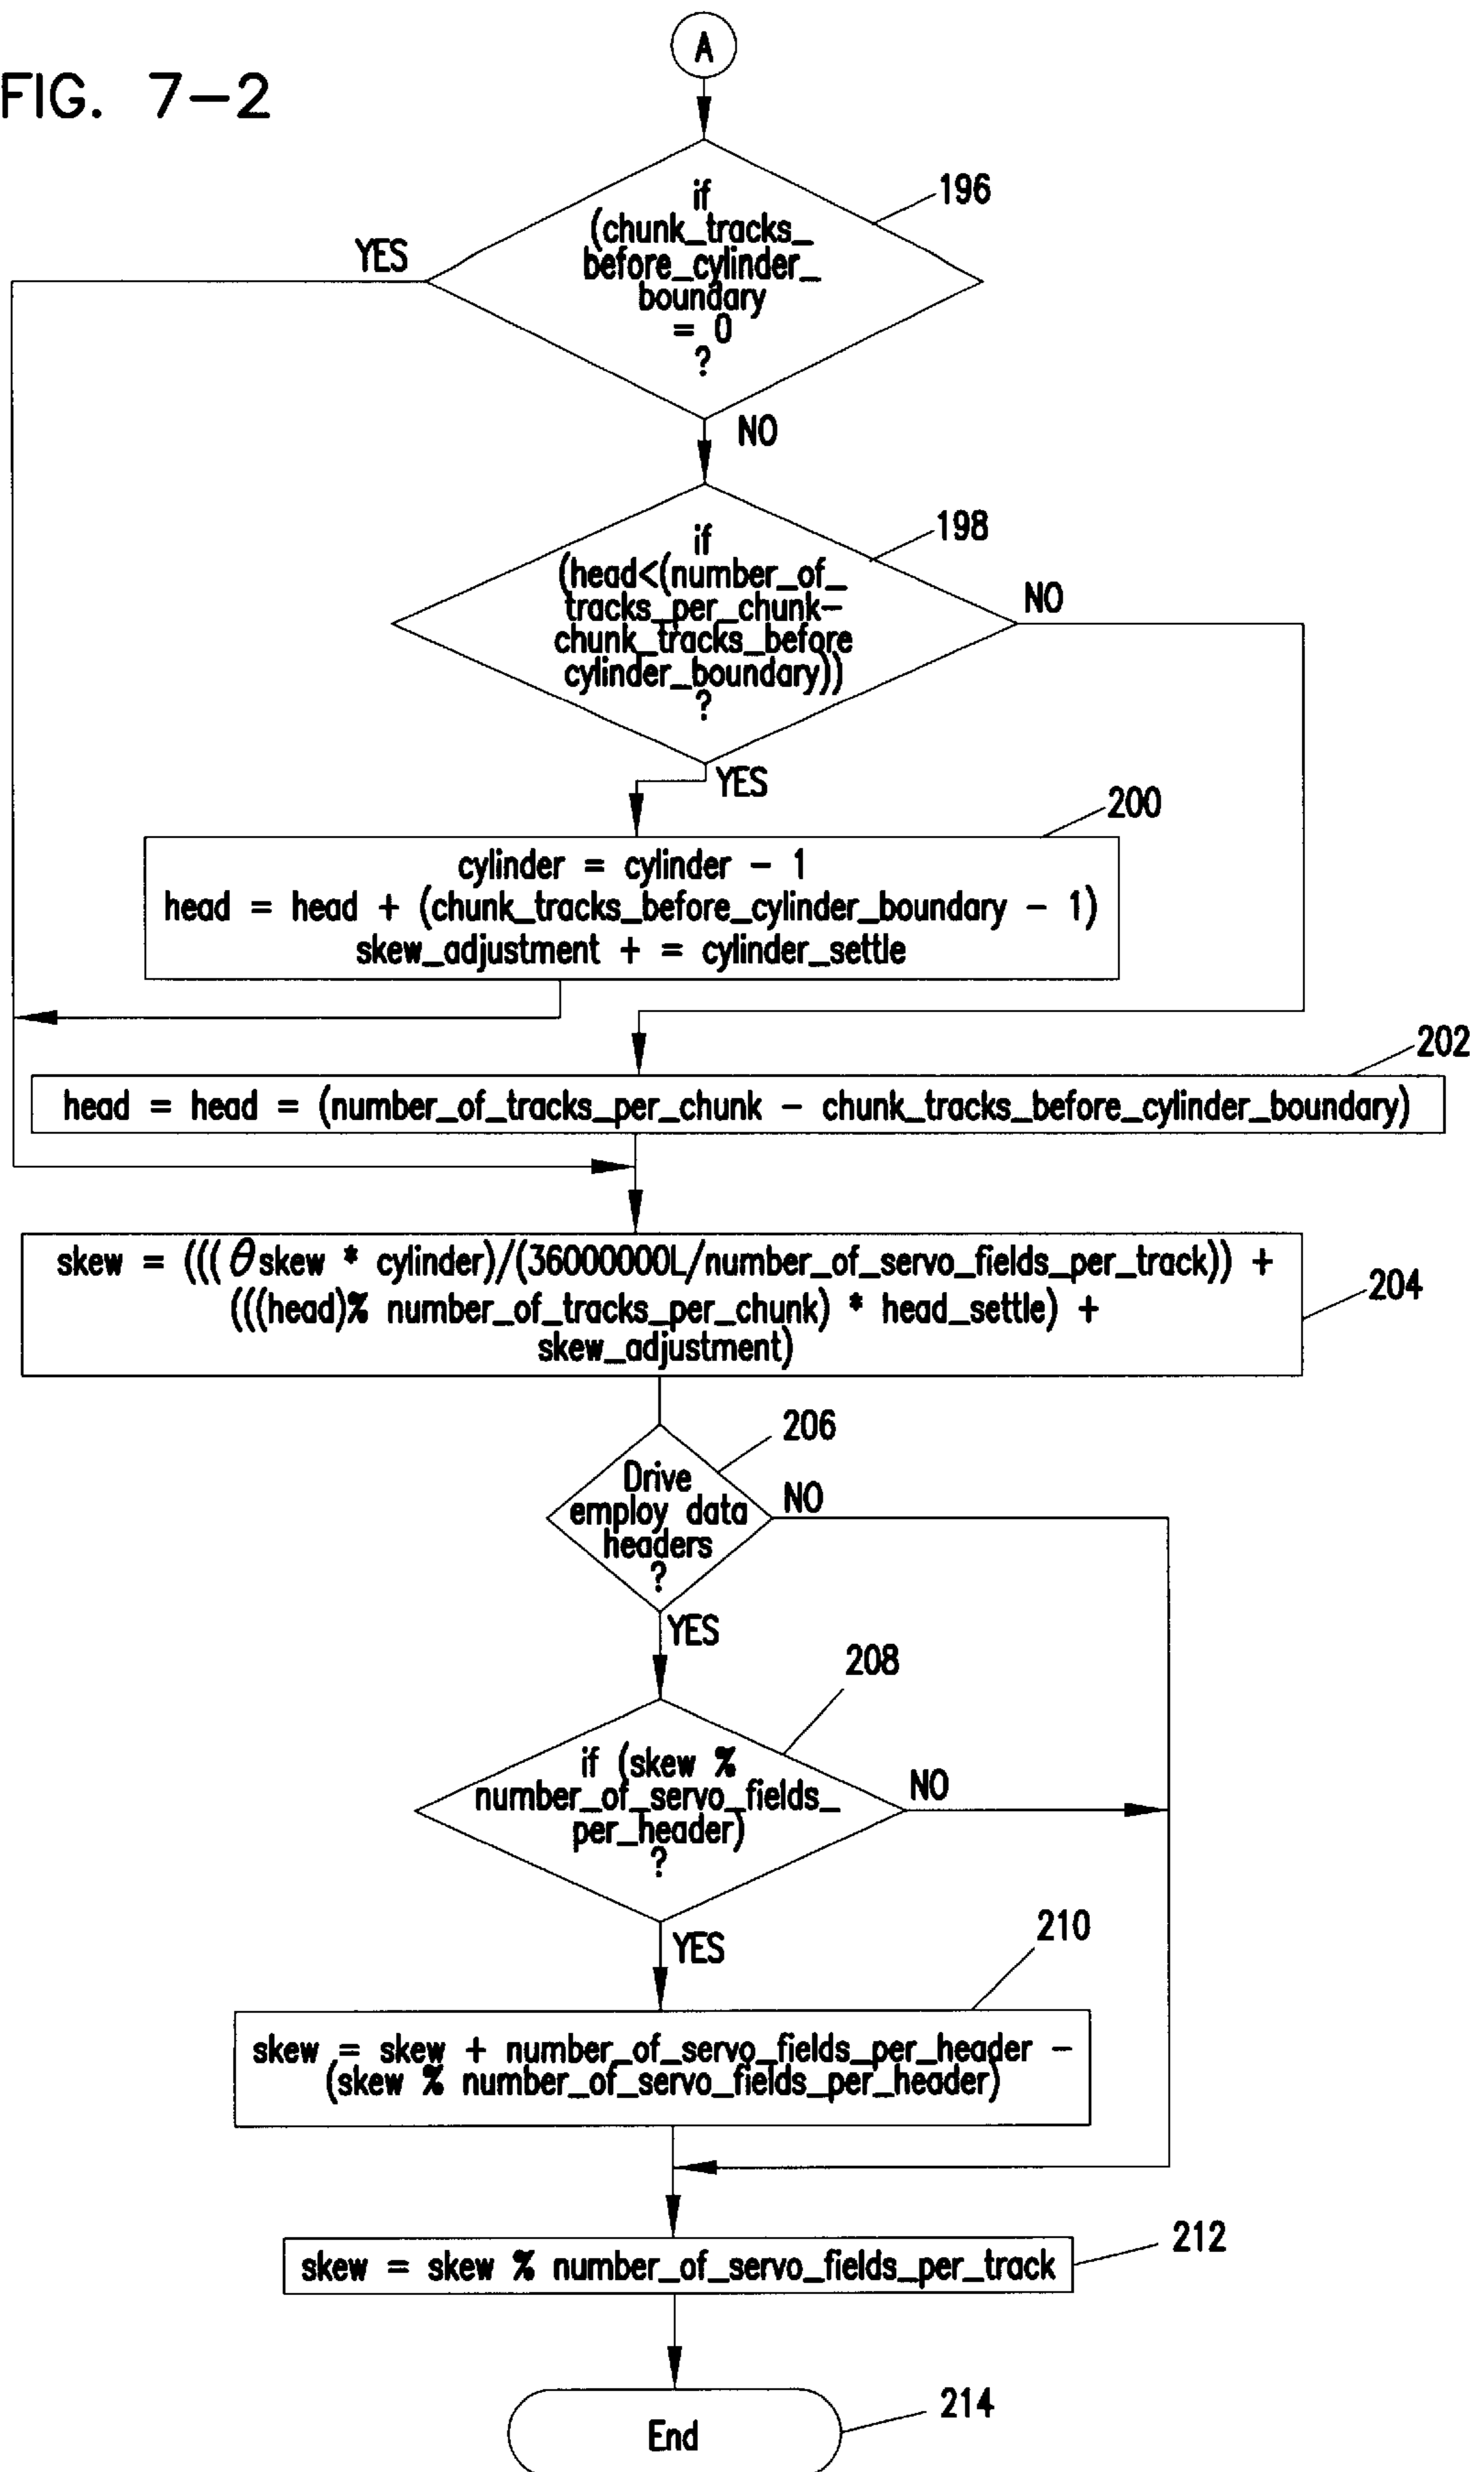 A
FIG. 7-2
196
if
(chunk_tracks_
before_cylinder_
boundary
= 0
?
YES
NO
198
if
(head<(number_of_
tracks_per_chunk-
chunk_tracks_before
cylinder_boundary))
?
NO
YES
200
cylinder = cylinder - 1
head = head + (chunk_tracks_before_cylinder_boundary - 1)
skew_adjustment + = cylinder_settle
202
head = head = (number_of_tracks_per_chunk - chunk_tracks_before_cylinder_boundary)
skew = (((θskew * cylinder)/(36000000L/number_of_servo_fields_per_track)) +
(((head)% number_of_tracks_per_chunk) * head_settle) +
skew_adjustment)
204
206
Drive
employ data
headers
?
NO
YES
208
if (skew %
number_of_servo_fields_
per_header)
?
NO
YES
210
skew = skew + number_of_servo_fields_per_header -
(skew % number_of_servo_fields_per_header)
212
skew = skew % number_of_servo_fields_per_track
214
End